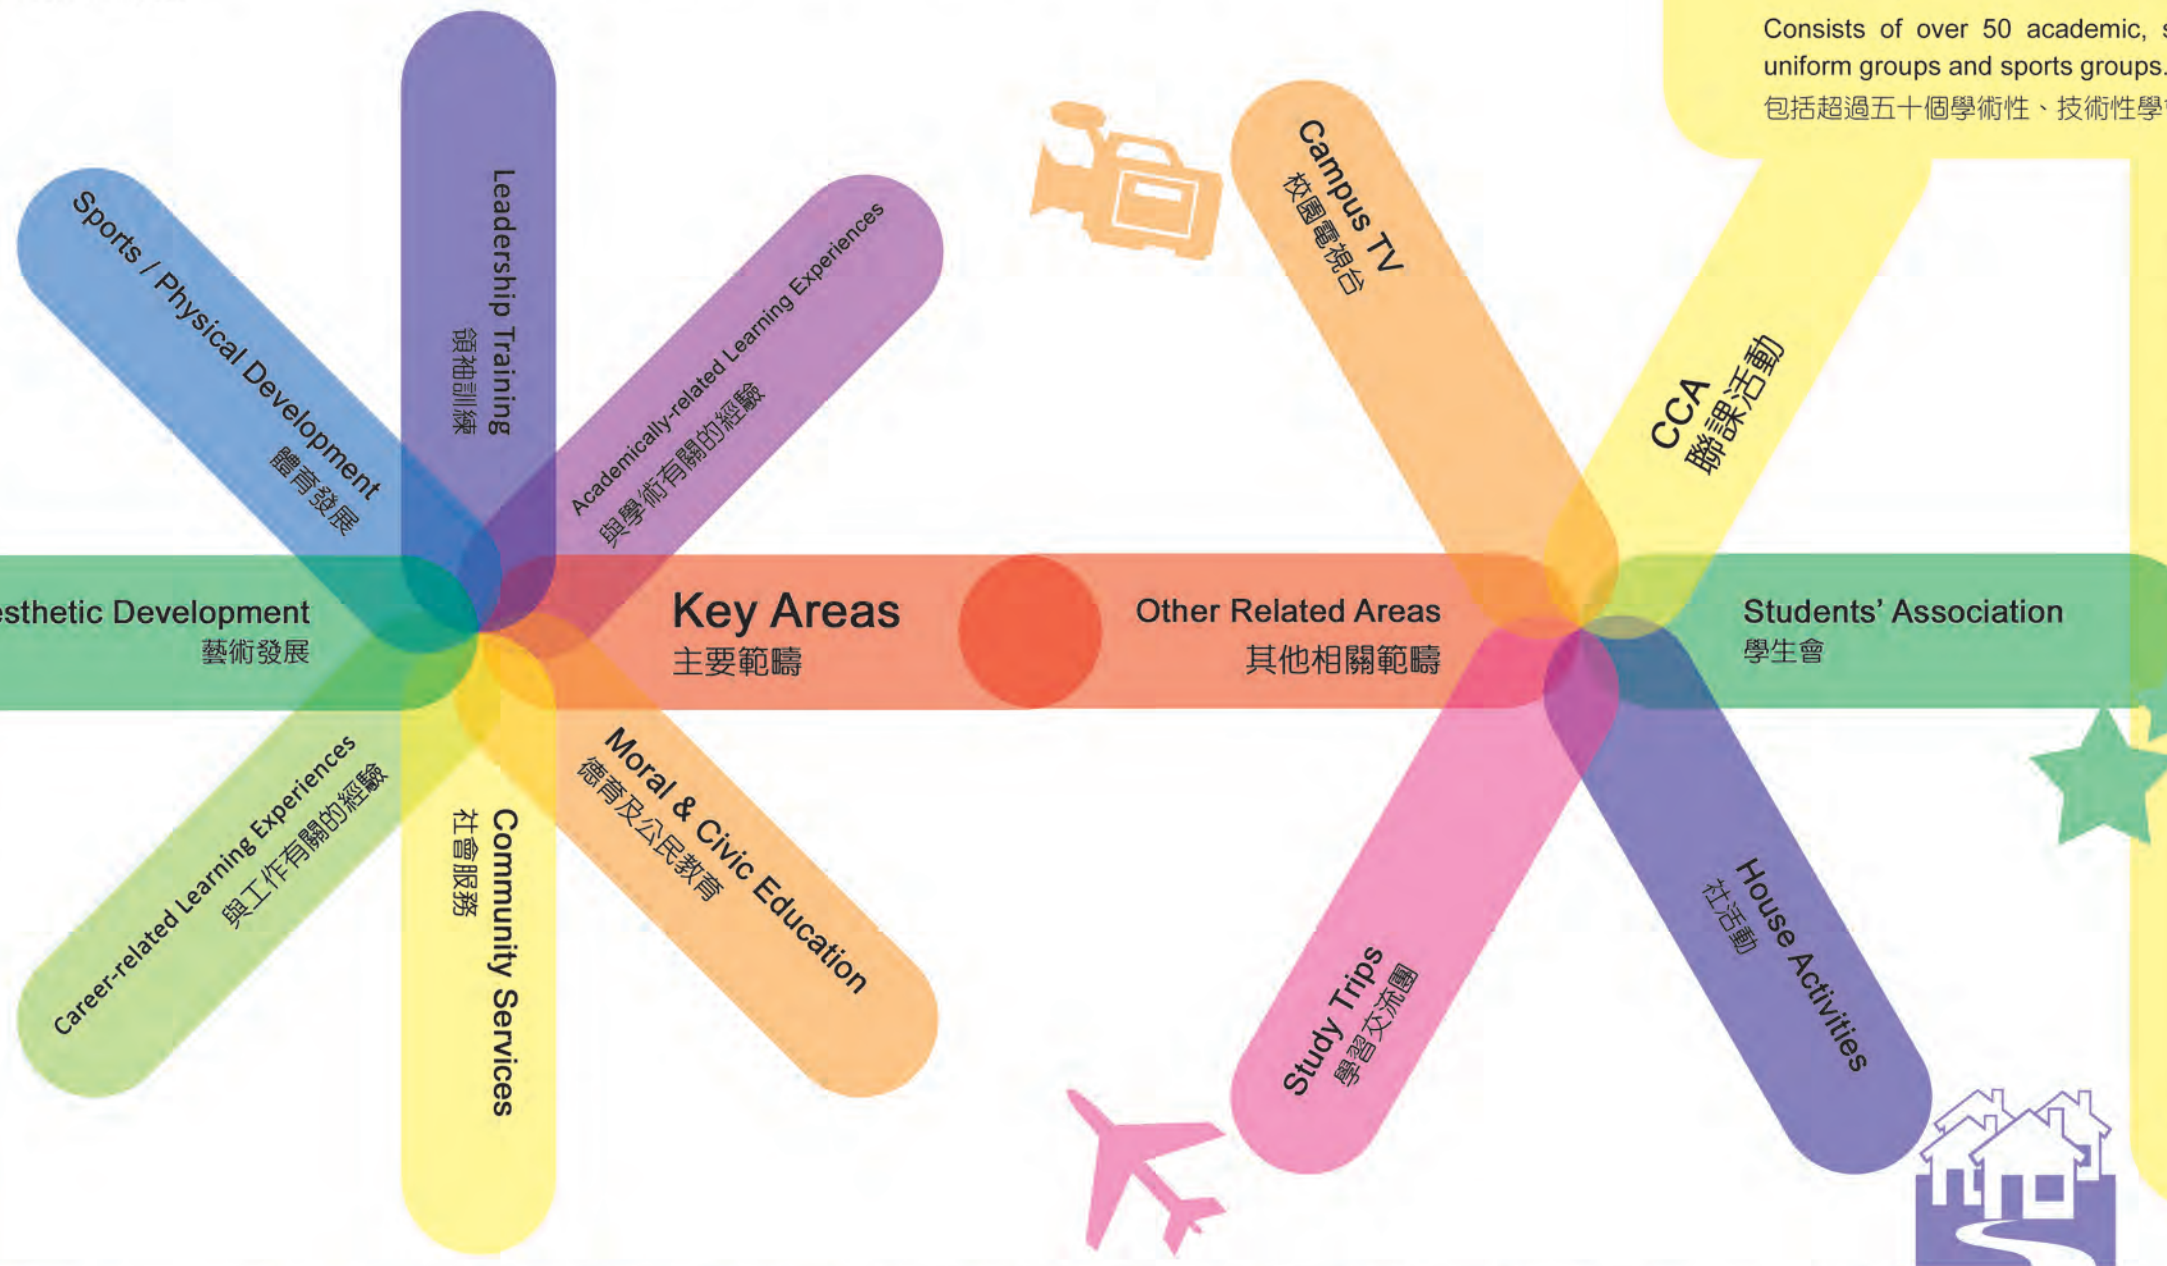 Consists of over 50 academic,
uniform groups and sports groups.
包括超過五十個學術性、技術性學
Sports / Physical Development
體育發展
Leadership Training
領袖訓練
Academically-related Learning Experiences
與學術有關的經驗
Campus TV
校園電視台
CCA
聯課活動
esthetic Development
藝術發展
Key Areas
主要範疇
Other Related Areas
其他相關範疇
Students’ Association
學生會
Career-related Learning Experiences
與工作有關的經驗
Community Services
社會服務
Moral & Civic Education
德育及公民教育
Study Trips
學習交流團
House Activities
社活動